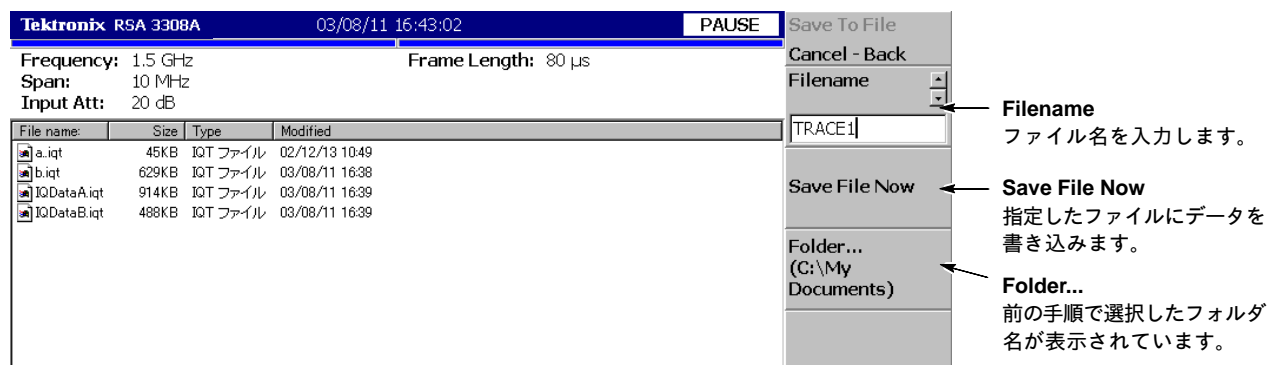 Tektronix RSA 3308A 03/08/11 16:43:02 PAUSE
Frequency: 1.5 GHz Frame Length: 80 µs
Span: 10 MHz
Input Att: 20 dB
File name: Size Type Modified
a.iqt 45KB IQT ファイル 02/12/13 10:49
b.iqt 629KB IQT ファイル 03/08/11 16:38
IQDataA.iqt 914KB IQT ファイル 03/08/11 16:39
IQDataB.iqt 488KB IQT ファイル 03/08/11 16:39
Save To File
Cancel - Back
Filename
TRACE1
Save File Now
Folder...
(C:\My
Documents)
Filename
ファイル名を入力します。
Save File Now
指定したファイルにデータを
書き込みます。
Folder...
前の手順で選択したフォルダ
名が表示されています。